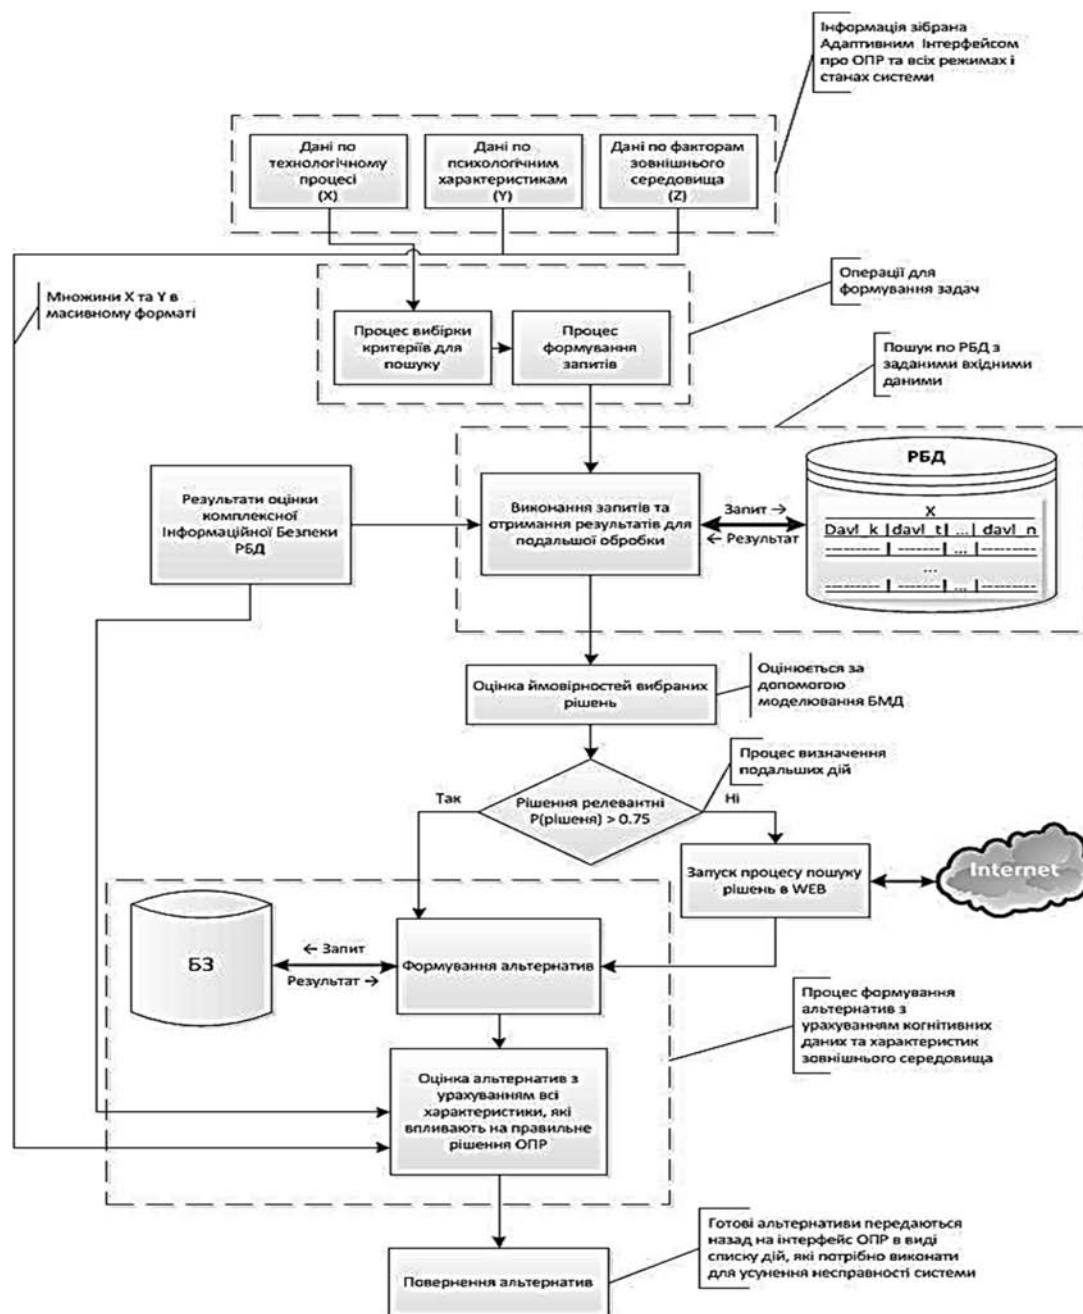 Інформація зібрана
Адаптивним Інтерфейсом
про ОПР та всіх режимах і
станах системи
Дані по
технологічному
процесі
(X)
Дані по
психологічним
характеристикам
(Y)
Дані по факторам
зовнішнього
середовища
(Z)
Множини X та Y в
масивному форматі
Операції для
формування задач
Процес вибірки
критеріїв для
пошуку
Процес
формування
запитів
Пошук по РБД з
заданими вхідними
даними
Результати оцінки
комплексної
Інформаційної Безпеки
РБД
Виконання запитів та
отримання результатів для
подальшої обробки
Запит →
← Результат
РБД
X
Davl_k |davl_t| ...| davl_n
--------- | -------| ... | ---------
...
--------- | -------| ... | ---------
Оцінка ймовірностей вибраних
рішень
Оцінюється за
допомогою
моделювання БМД
Процес визначення
подальших дій
Так
Рішення релевантні
P(рішеня) > 0.75
Ні
Запуск процесу пошуку
рішень в WEB
Internet
БЗ
← Запит
Результат →
Формування альтернатив
Процес формування
альтернатив з
урахуванням когнітивних
даних та характеристик
зовнішнього середовища
Оцінка альтернатив з
урахуванням всі
характеристики, які
впливають на правильне
рішення ОПР
Готові альтернативи передаються
назад на інтерфейс ОПР в виді
списку дій, які потрібно виконати
для усунення несправності системи
Повернення альтернатив